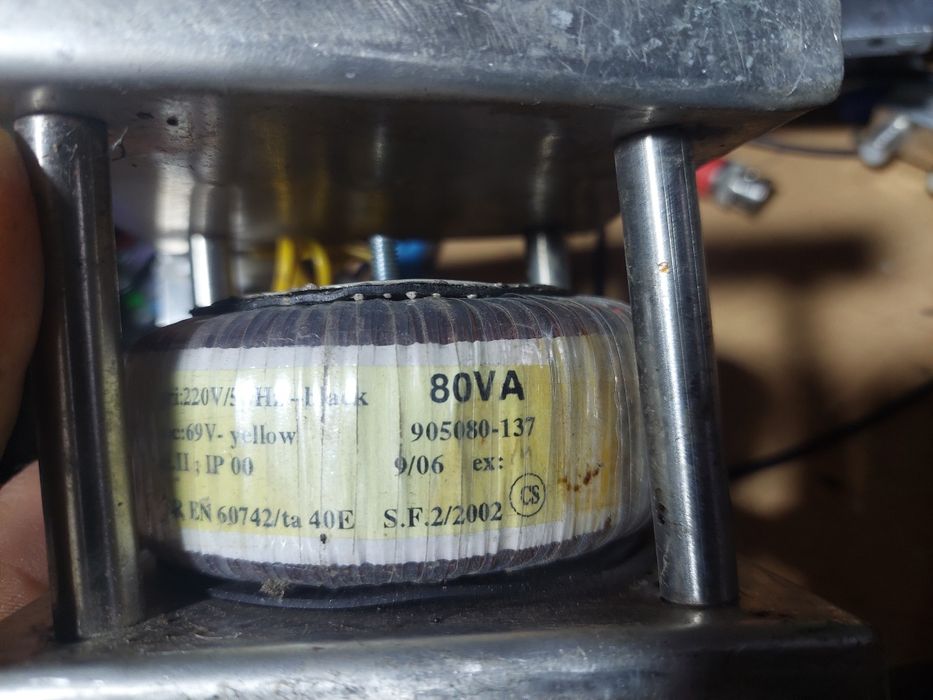 80VA
:220V/5 Hz - black
905080-137
:69V- yellow
9/06 ex:
II ; IP 00
EN 60742/ta 40E S.F.2/2002 CS